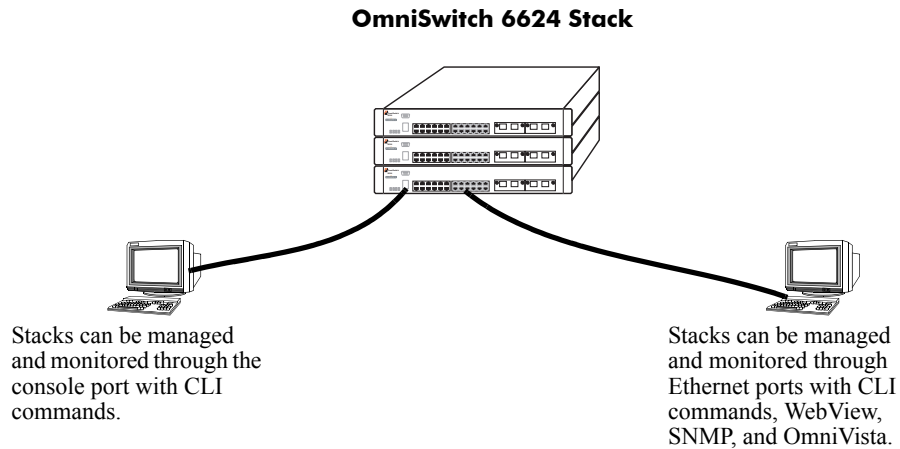 OmniSwitch 6624 Stack
Stacks can be managed
and monitored through the
console port with CLI
commands.
Stacks can be managed
and monitored through
Ethernet ports with CLI
commands, WebView,
SNMP, and OmniVista.